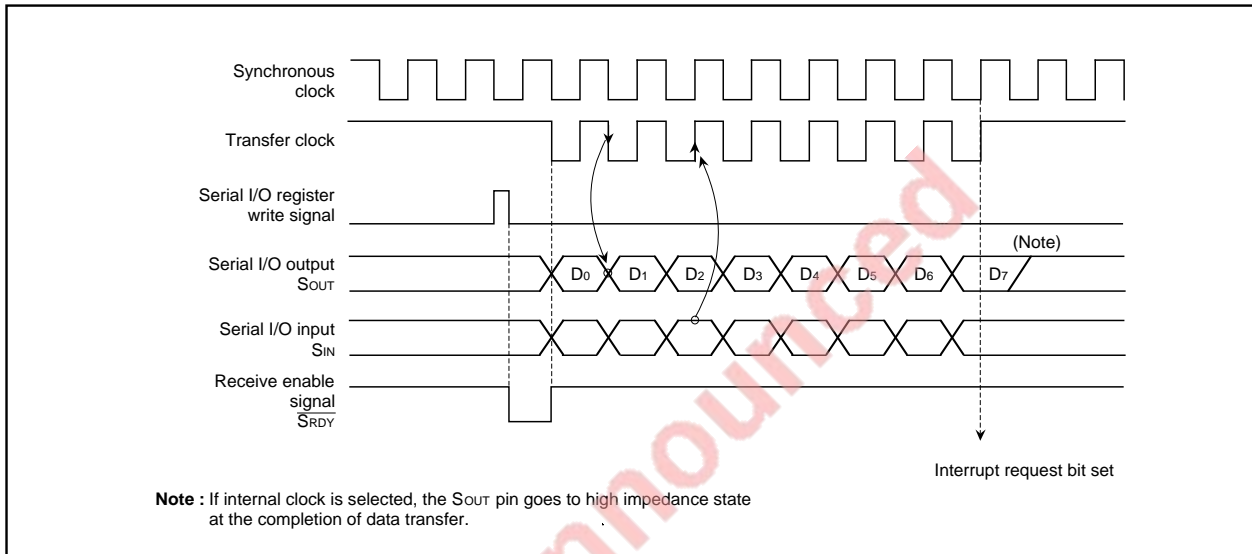 Synchronous
clock
Transfer clock
Serial I/O register
write signal
(Note)
Serial I/O output
SOUT
D0 D1 D2 D3 D4 D5 D6 D7
Serial I/O input
SIN
Receive enable
signal
SRDY
Interrupt request bit set
Note : If internal clock is selected, the SOUT pin goes to high impedance state
at the completion of data transfer.
nnounced